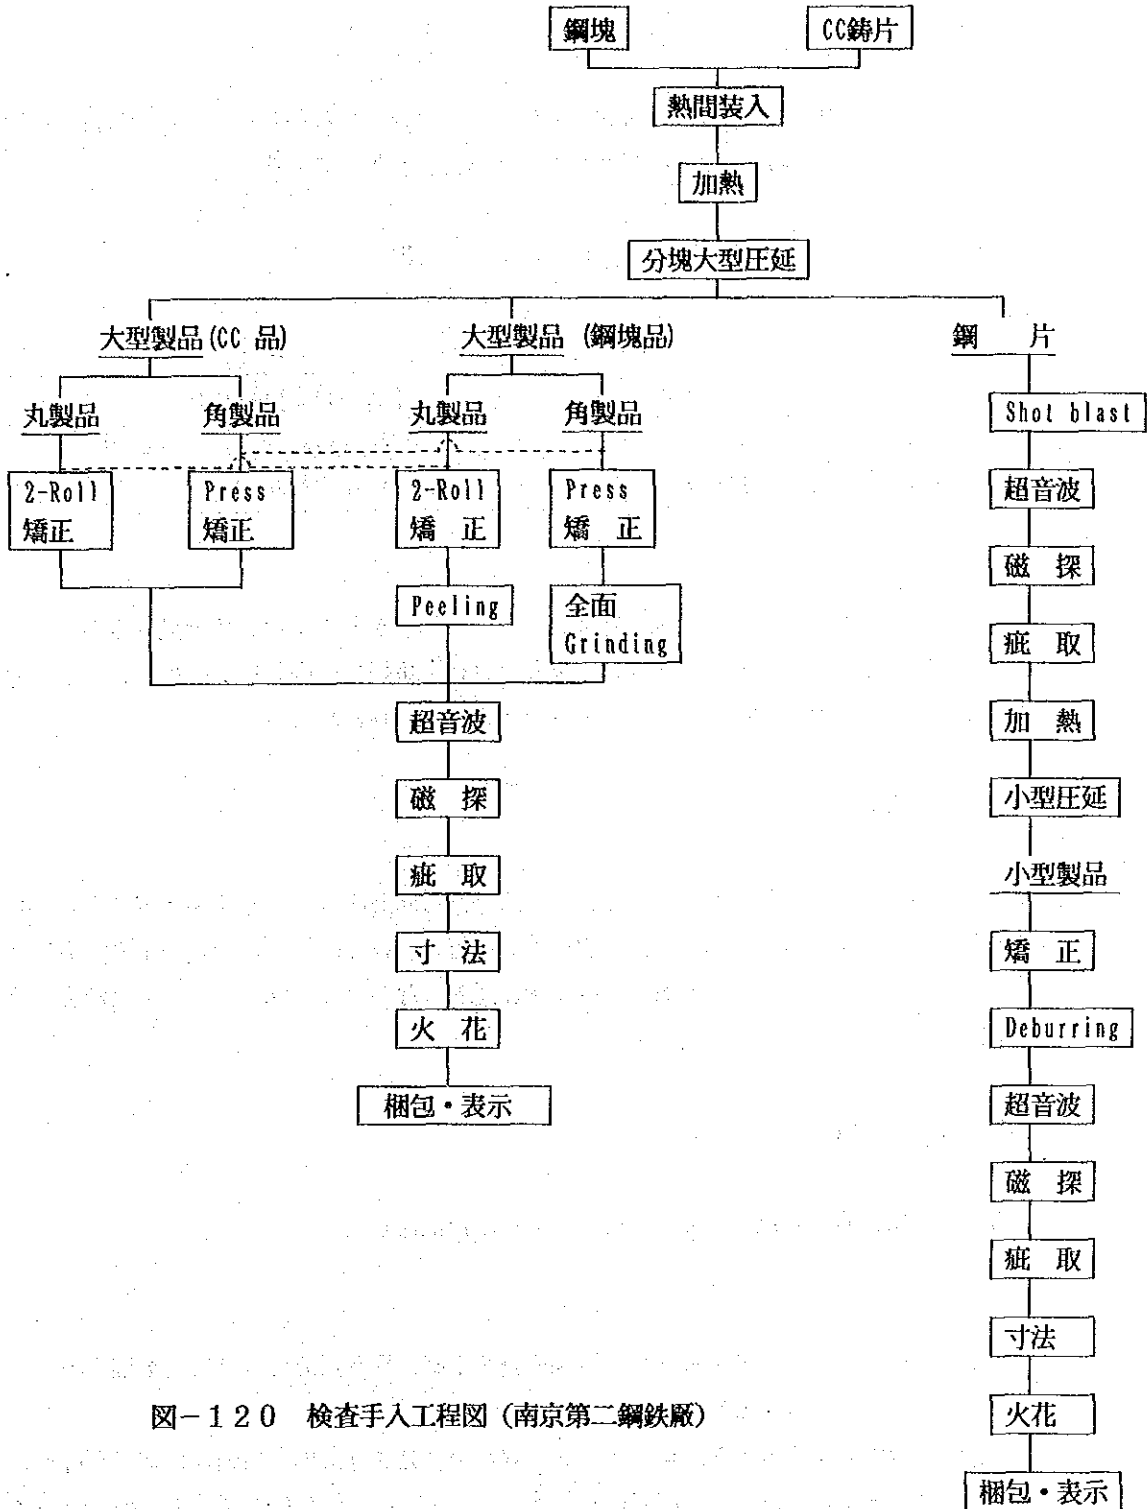 鋼塊
CC鋳片
熱間装入
加熱
分塊大型圧延
大型製品(CC 品)
大型製品 (鋼塊品)
鋼　片
丸製品
角製品
丸製品
角製品
2-Roll
矯正
Press
矯正
2-Roll
矯 正
Press
矯 正
Peeling
全面
Grinding
超音波
磁 探
疵 取
寸 法
火 花
梱包・表示
Shot blast
超音波
磁 探
疵 取
加 熱
小型圧延
小型製品
矯 正
Deburring
超音波
磁 探
疵 取
寸法
火花
梱包・表示
図－１２０　検査手入工程図（南京第二鋼鉄厰）